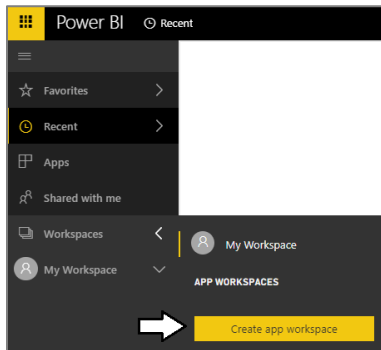 Power BI Recent
Favorites
Recent
Apps
Shared with me
Workspaces
My Workspace
My Workspace
APP WORKSPACES
Create app workspace